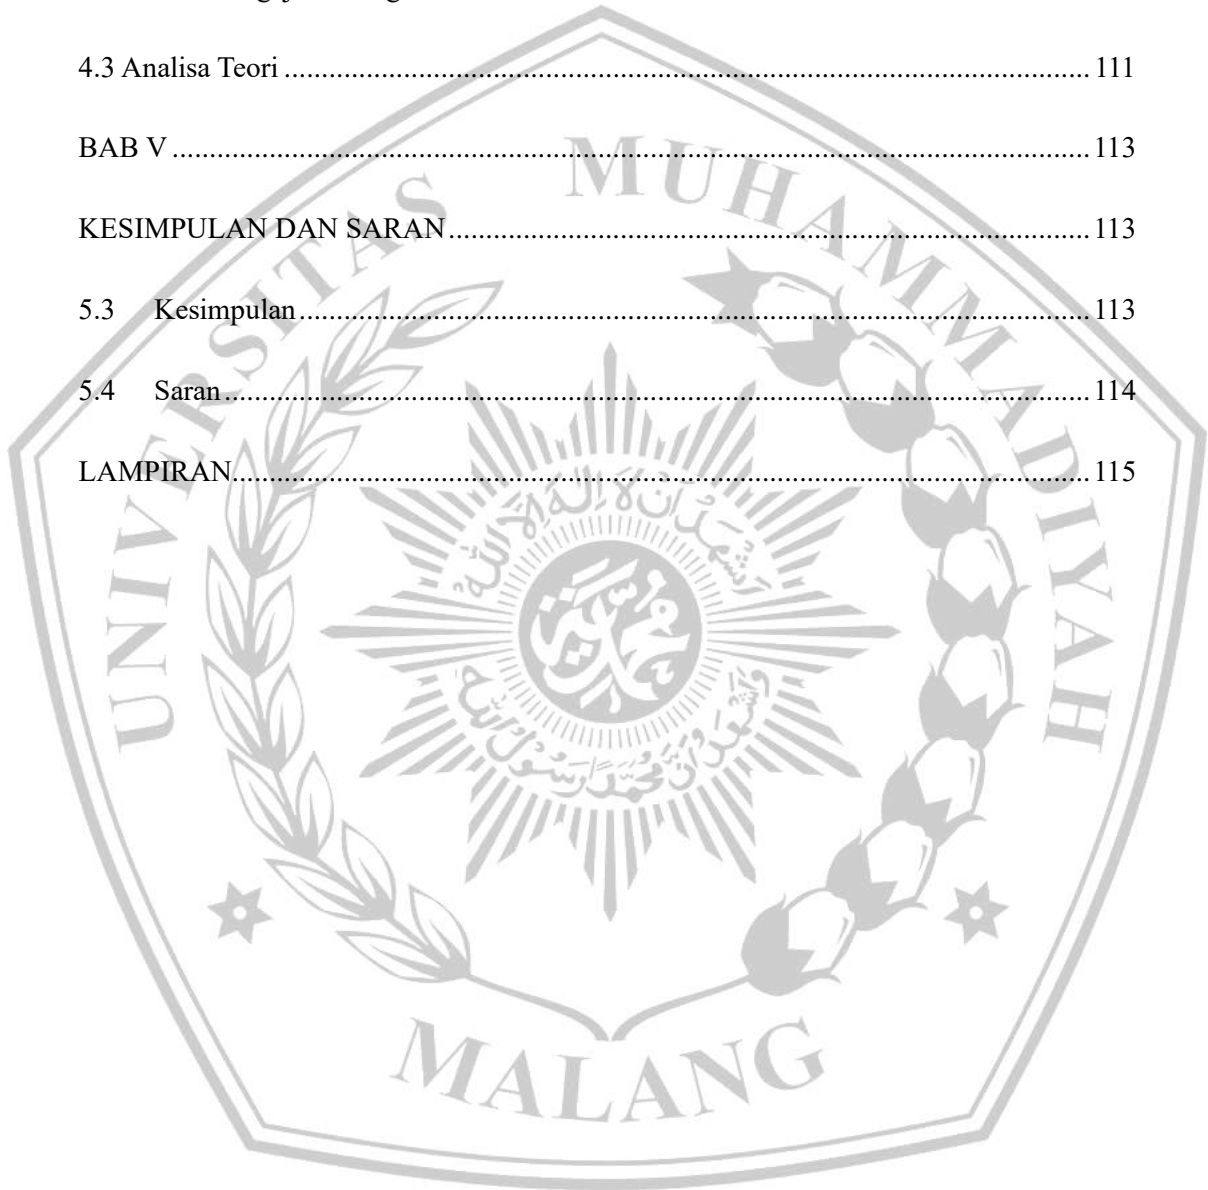 4.3 Analisa Teori ........................................................................................................ 111
BAB V ...................................................................................................................... 113
KESIMPULAN DAN SARAN ................................................................................... 113
5.3 Kesimpulan ........................................................................................................ 113
5.4 Saran .................................................................................................................. 114
LAMPIRAN .............................................................................................................. 115
UNIVERSITAS MUHAMMADIYAH
MALANG